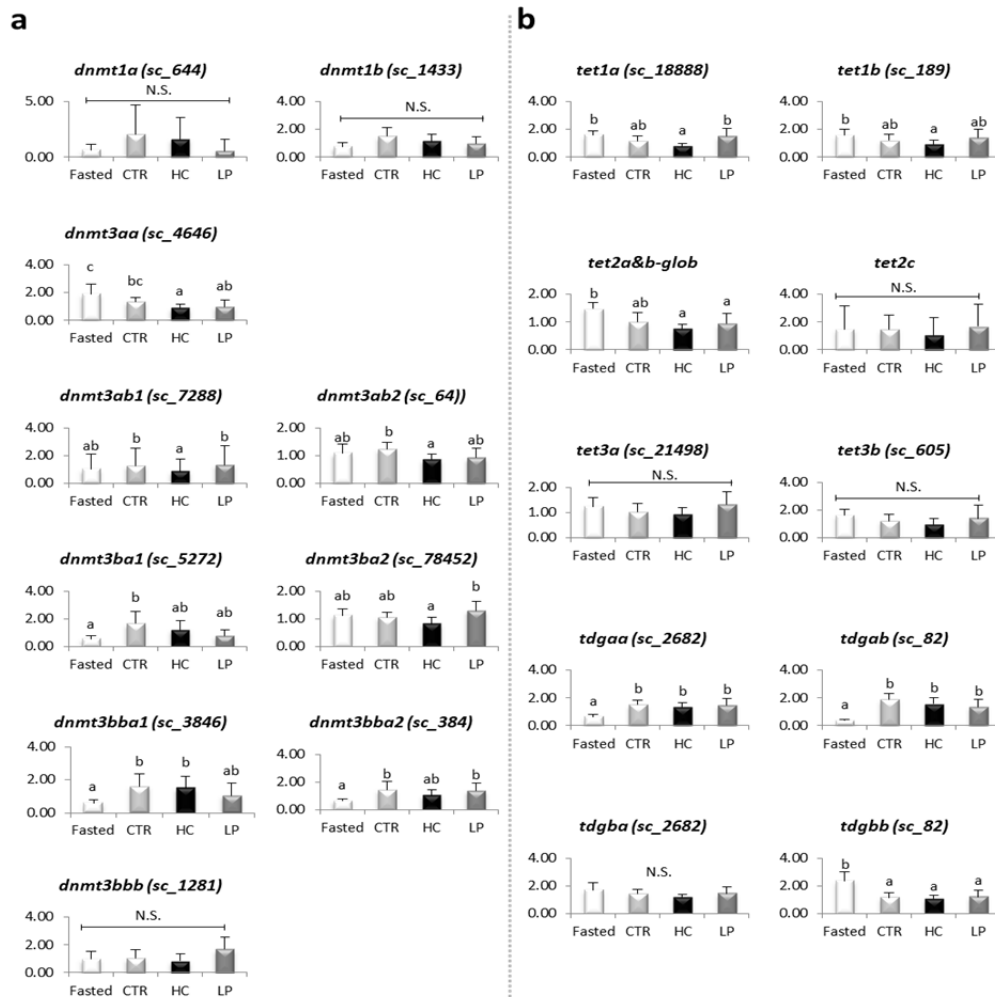 a
b
dnmt1a (sc_644)
N.S.
5.00
0.00
Fasted CTR HC LP
dnmt1b (sc_1433)
N.S.
4.00
2.00
0.00
Fasted CTR HC LP
dnmt3aa (sc_4646)
4.00
2.00
0.00
c bc a ab
Fasted CTR HC LP
dnmt3ab1 (sc_7288)
4.00
2.00
0.00
ab b a b
Fasted CTR HC LP
dnmt3ab2 (sc_64))
2.00
1.00
0.00
ab b a ab
Fasted CTR HC LP
dnmt3ba1 (sc_5272)
4.00
2.00
0.00
a b ab ab
Fasted CTR HC LP
dnmt3ba2 (sc_78452)
2.00
1.00
0.00
ab ab a b
Fasted CTR HC LP
dnmt3bba1 (sc_3846)
4.00
2.00
0.00
a b b ab
Fasted CTR HC LP
dnmt3bba2 (sc_384)
4.00
2.00
0.00
a b ab b
Fasted CTR HC LP
dnmt3bbb (sc_1281)
N.S.
4.00
2.00
0.00
Fasted CTR HC LP
tet1a (sc_18888)
4.00
2.00
0.00
b ab a b
Fasted CTR HC LP
tet1b (sc_189)
4.00
2.00
0.00
b ab a ab
Fasted CTR HC LP
tet2a&b-glob
2.00
1.00
0.00
b ab a a
Fasted CTR HC LP
tet2c
N.S.
4.00
2.00
0.00
Fasted CTR HC LP
tet3a (sc_21498)
N.S.
2.00
1.00
0.00
Fasted CTR HC LP
tet3b (sc_605)
N.S.
4.00
2.00
0.00
Fasted CTR HC LP
tdgaa (sc_2682)
4.00
2.00
0.00
a b b b
Fasted CTR HC LP
tdgab (sc_82)
4.00
2.00
0.00
a b b b
Fasted CTR HC LP
tdgba (sc_2682)
N.S.
4.00
2.00
0.00
Fasted CTR HC LP
tdgbb (sc_82)
4.00
2.00
0.00
b a a a
Fasted CTR HC LP